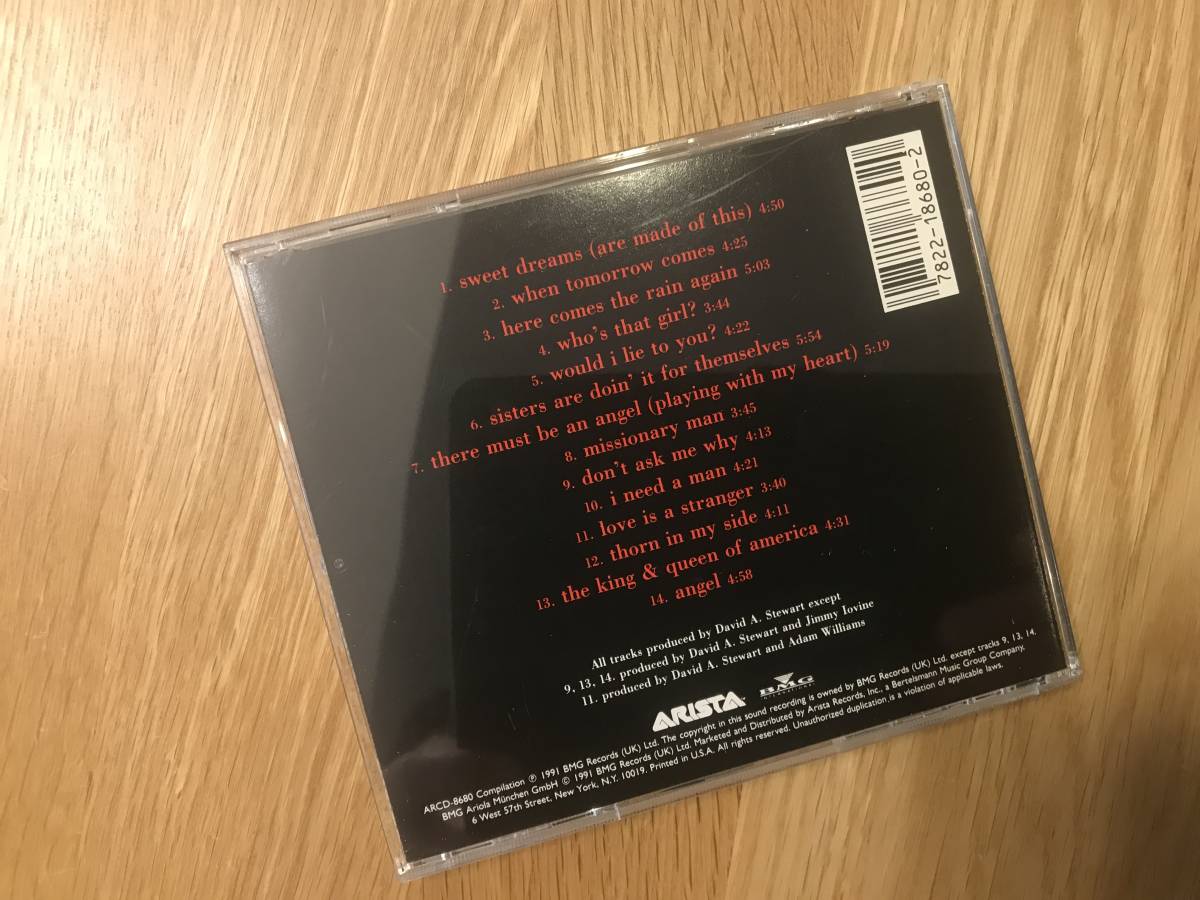 1. sweet dreams (are made of this) 4:50
2. when tomorrow comes 4:25
3. here comes the rain again 5:03
4. who's that girl? 3:44
5. would i lie to you? 4:22
6. sisters are doin' it for themselves 5:54
7. there must be an angel (playing with my heart) 5:19
8. missionary man 3:45
9. don't ask me why 4:13
10. i need a man 4:21
11. love is a stranger 3:40
12. thorn in my side 4:11
13. the king & queen of america 4:31
14. angel 4:58
All tracks produced by David A. Stewart except
9. 13. 14. produced by David A. Stewart and Jimmy Iovine
11. produced by David A. Stewart and Adam Williams
ARISTA
BMG
INTERNATIONAL
ARCD-8680 Compilation ℗ 1991 BMG Records (UK) Ltd. The copyright in this sound recording is owned by BMG Records (UK) Ltd. except tracks 9, 13, 14.
BMG Ariola München GmbH © 1991 BMG Records (UK) Ltd. Marketed and Distributed by Arista Records, Inc., a Bertelsmann Music Group Company,
6 West 57th Street, New York, N.Y. 10019. Printed in U.S.A. All rights reserved. Unauthorized duplication is a violation of applicable laws.
7822-18680-2